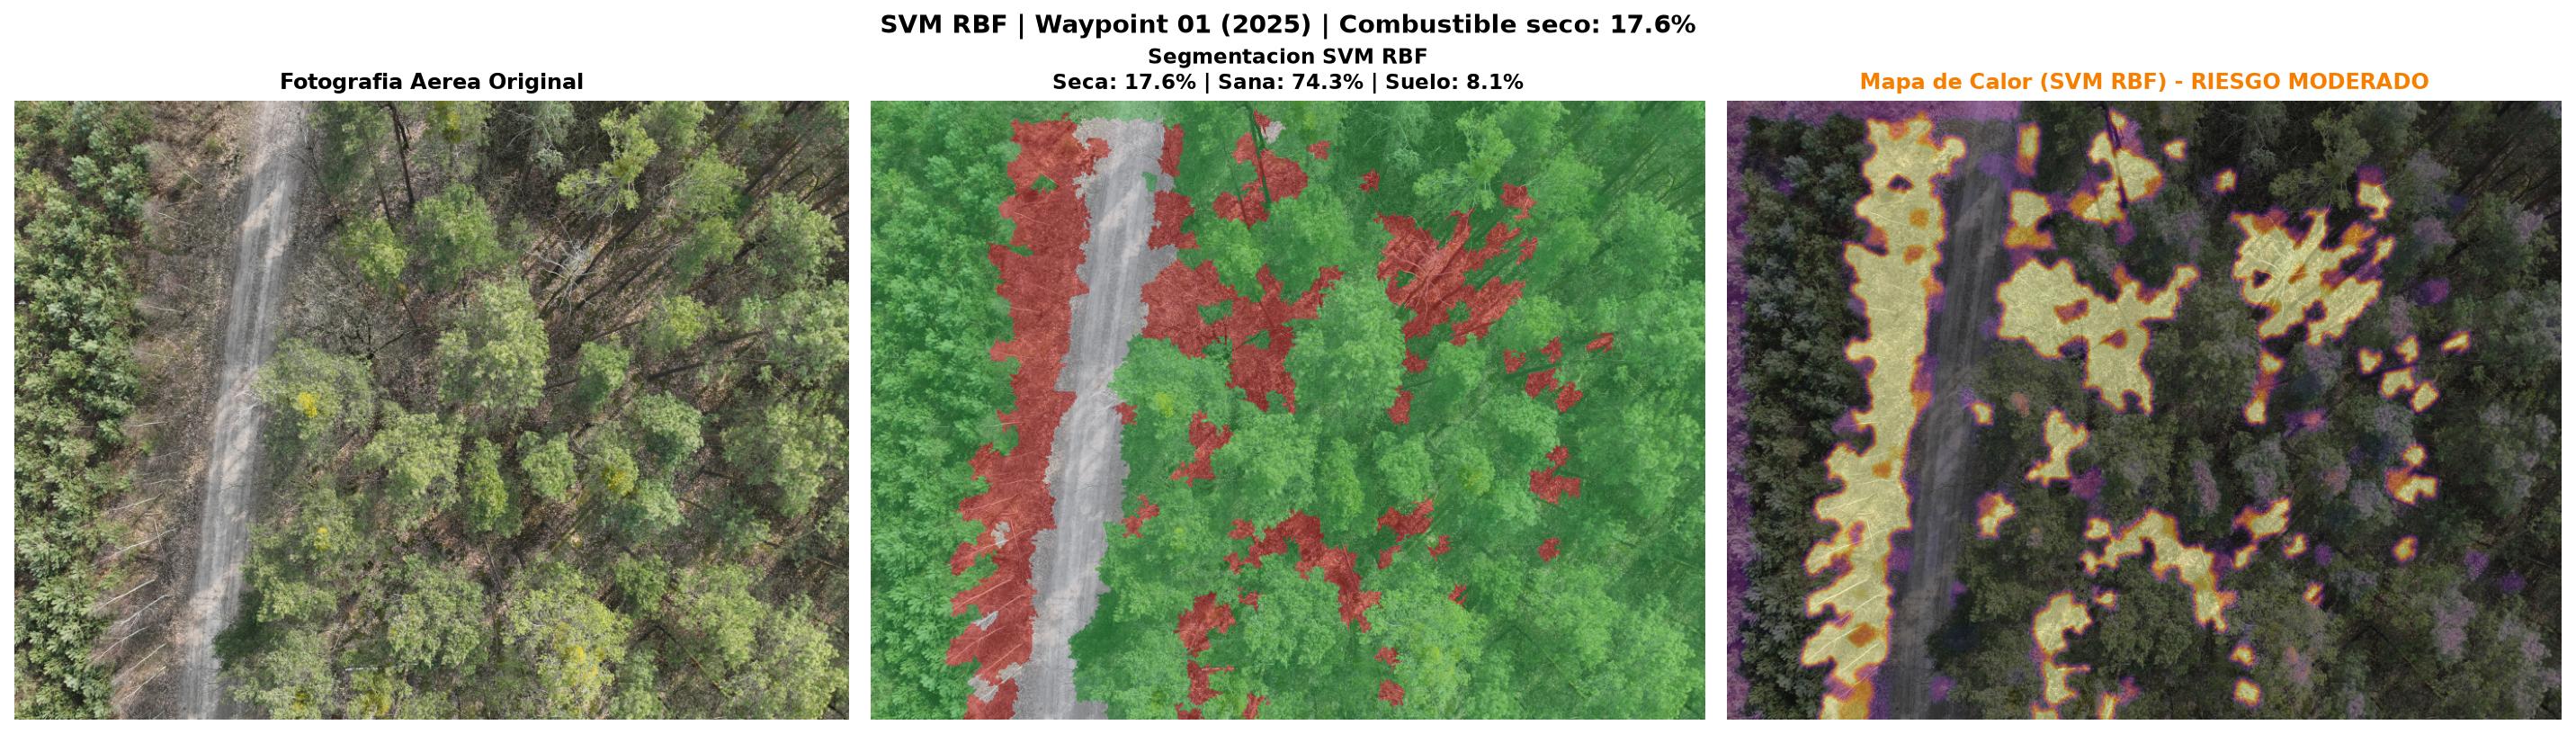 SVM RBF | Waypoint 01 (2025) | Combustible seco: 17.6%
Fotografia Aerea Original
Segmentacion SVM RBF
Seca: 17.6% | Sana: 74.3% | Suelo: 8.1%
Mapa de Calor (SVM RBF) - RIESGO MODERADO